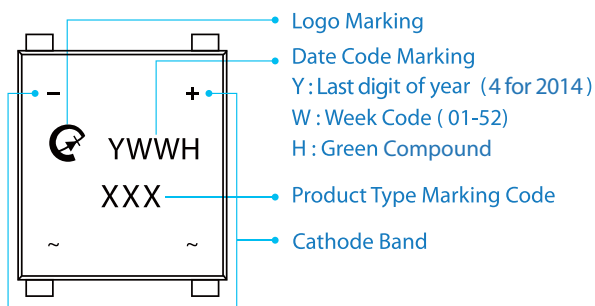 Logo Marking
Date Code Marking
Y : Last digit of year ( 4 for 2014 )
W : Week Code ( 01-52)
H : Green Compound
Product Type Marking Code
Cathode Band
− +
YWWH
XXX
~ ~